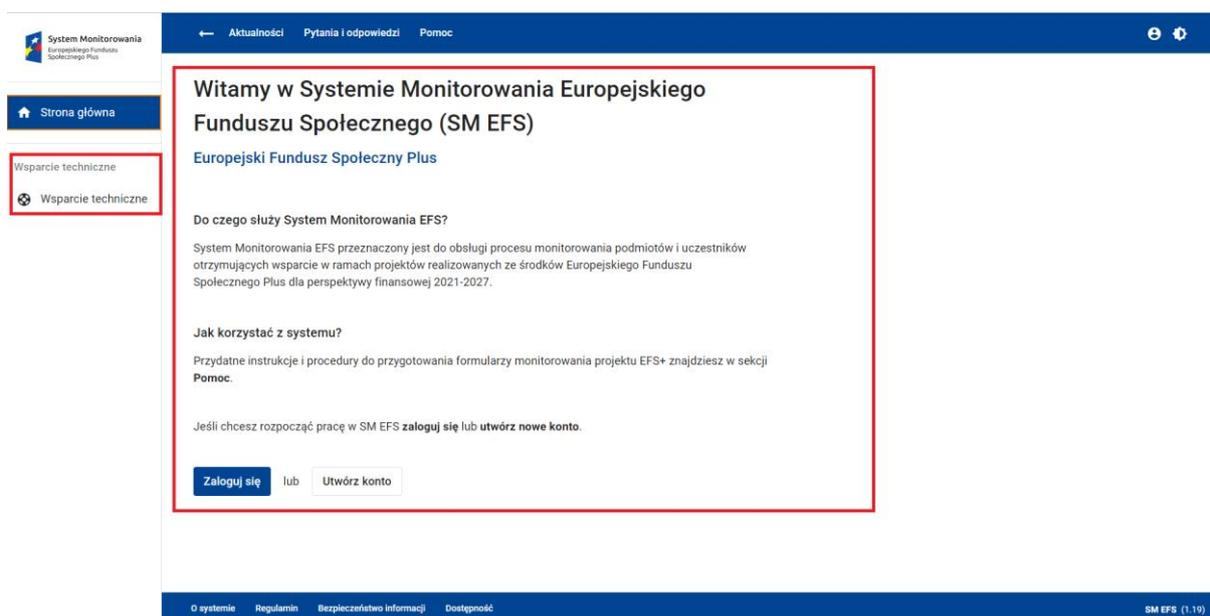 System Monitorowania
Europejskiego Funduszu
Społecznego Plus
Aktualności Pytania i odpowiedzi Pomoc
Strona główna
Wsparcie techniczne
Wsparcie techniczne
Witamy w Systemie Monitorowania Europejskiego
Funduszu Społecznego (SM EFS)
Europejski Fundusz Społeczny Plus
Do czego służy System Monitorowania EFS?
System Monitorowania EFS przeznaczony jest do obsługi procesu monitorowania podmiotów i uczestników
otrzymujących wsparcie w ramach projektów realizowanych ze środków Europejskiego Funduszu
Społecznego Plus dla perspektywy finansowej 2021-2027.
Jak korzystać z systemu?
Przydatne instrukcje i procedury do przygotowania formularzy monitorowania projektu EFS+ znajdziesz w sekcji
Pomoc.
Jeśli chcesz rozpocząć pracę w SM EFS zaloguj się lub utwórz nowe konto.
Zaloguj się lub Utwórz konto
O systemie Regulamin Bezpieczeństwo informacji Dostępność SM EFS (1.19)